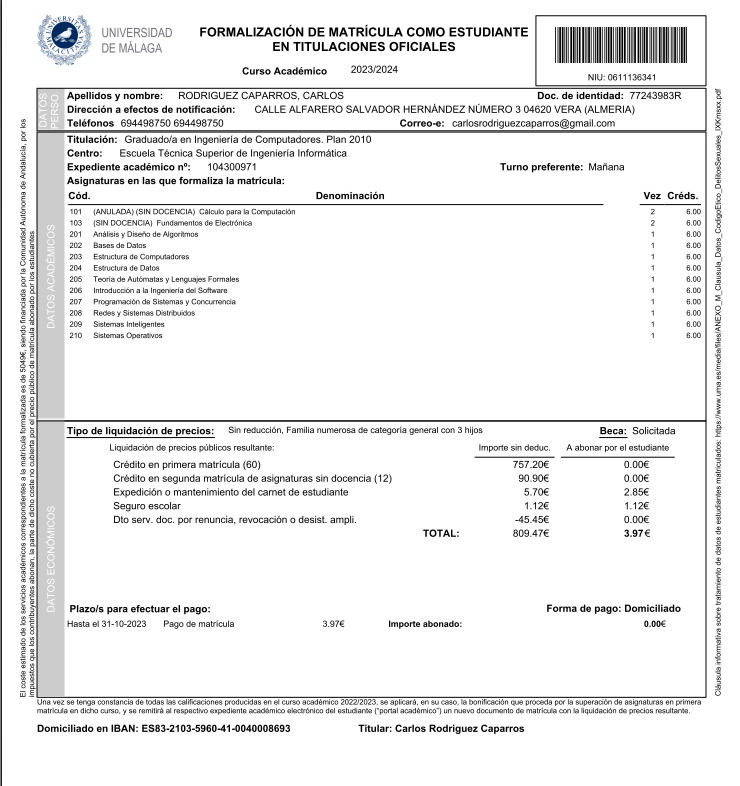 UNIVERSIDAD
DE MÁLAGA
FORMALIZACIÓN DE MATRÍCULA COMO ESTUDIANTE
EN TITULACIONES OFICIALES
Curso Académico 2023/2024
NIU: 0611136341
DATOS PERSO
Apellidos y nombre: RODRIGUEZ CAPARROS, CARLOS Doc. de identidad: 77243983R
Dirección a efectos de notificación: CALLE ALFARERO SALVADOR HERNÁNDEZ NÚMERO 3 04620 VERA (ALMERIA)
Teléfonos 694498750 694498750 Correo-e: carlosrodriguezcaparros@gmail.com
DATOS ACADÉMICOS
Titulación: Graduado/a en Ingeniería de Computadores. Plan 2010
Centro: Escuela Técnica Superior de Ingeniería Informática
Expediente académico nº: 104300971 Turno preferente: Mañana
Asignaturas en las que formaliza la matrícula:
Cód. Denominación Vez Créds.
101 (ANULADA) (SIN DOCENCIA) Cálculo para la Computación 2 6.00
103 (SIN DOCENCIA) Fundamentos de Electrónica 2 6.00
201 Análisis y Diseño de Algoritmos 1 6.00
202 Bases de Datos 1 6.00
203 Estructura de Computadores 1 6.00
204 Estructura de Datos 1 6.00
205 Teoría de Autómatas y Lenguajes Formales 1 6.00
206 Introducción a la Ingeniería del Software 1 6.00
207 Programación de Sistemas y Concurrencia 1 6.00
208 Redes y Sistemas Distribuidos 1 6.00
209 Sistemas Inteligentes 1 6.00
210 Sistemas Operativos 1 6.00
DATOS ECONÓMICOS
Tipo de liquidación de precios: Sin reducción, Familia numerosa de categoría general con 3 hijos Beca: Solicitada
Liquidación de precios públicos resultante: Importe sin deduc. A abonar por el estudiante
Crédito en primera matrícula (60) 757.20€ 0.00€
Crédito en segunda matrícula de asignaturas sin docencia (12) 90.90€ 0.00€
Expedición o mantenimiento del carnet de estudiante 5.70€ 2.85€
Seguro escolar 1.12€ 1.12€
Dto serv. doc. por renuncia, revocación o desist. ampli. -45.45€ 0.00€
TOTAL: 809.47€ 3.97€
Plazo/s para efectuar el pago: Forma de pago: Domiciliado
Hasta el 31-10-2023 Pago de matrícula 3.97€ Importe abonado: 0.00€
Una vez se tenga constancia de todas las calificaciones producidas en el curso académico 2022/2023, se aplicará, en su caso, la bonificación que proceda por la superación de asignaturas en primera
matrícula en dicho curso, y se remitirá al respectivo expediente académico electrónico del estudiante ("portal académico") un nuevo documento de matrícula con la liquidación de precios resultante.
Domiciliado en IBAN: ES83-2103-5960-41-0040008693 Titular: Carlos Rodriguez Caparros
El coste estimado de los servicios académicos correspondientes a la matrícula formalizada es de 5049€, siendo financiada por la Comunidad Autónoma de Andalucía, por los
impuestos que los contribuyentes abonan, la parte de dicho coste no cubierta por el precio público de matrícula abonado por los estudiantes
Cláusula informativa sobre tratamiento de datos de estudiantes matriculados: https://www.uma.es/media/files/ANEXO_M_Clausula_Datos_CodigoEtico_DelitosSexuales_IXKmsxx.pdf